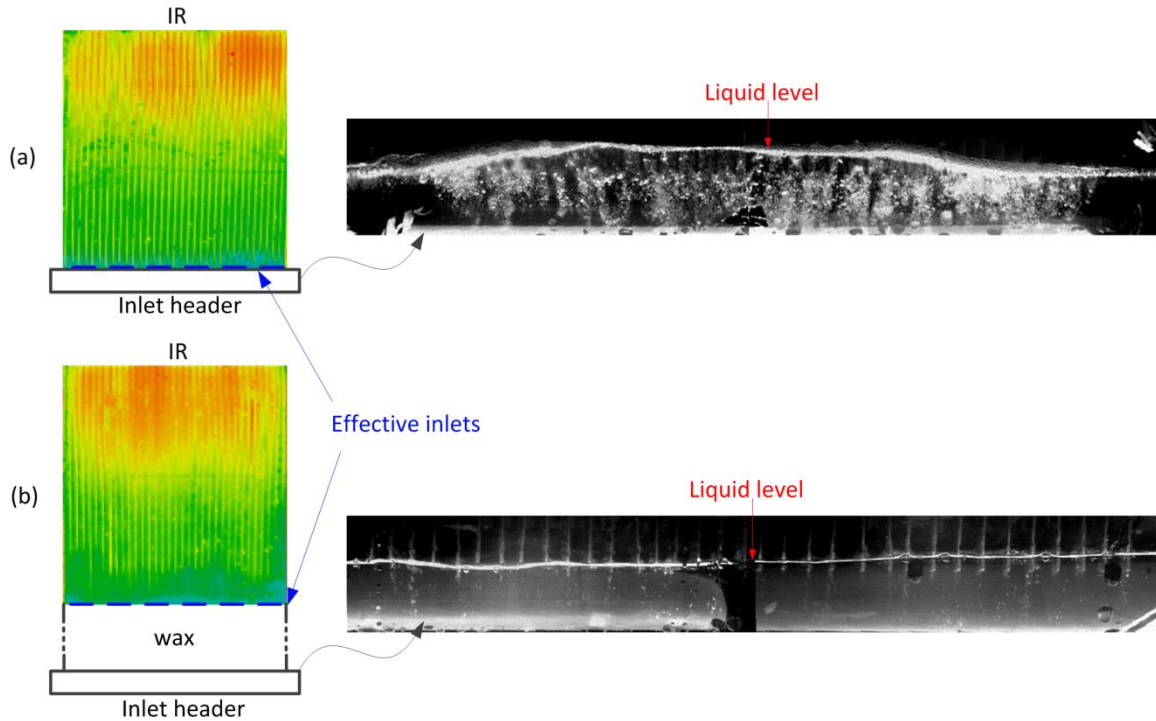 IR
(a)
Liquid level
Inlet header
IR
Effective inlets
(b)
Liquid level
wax
Inlet header